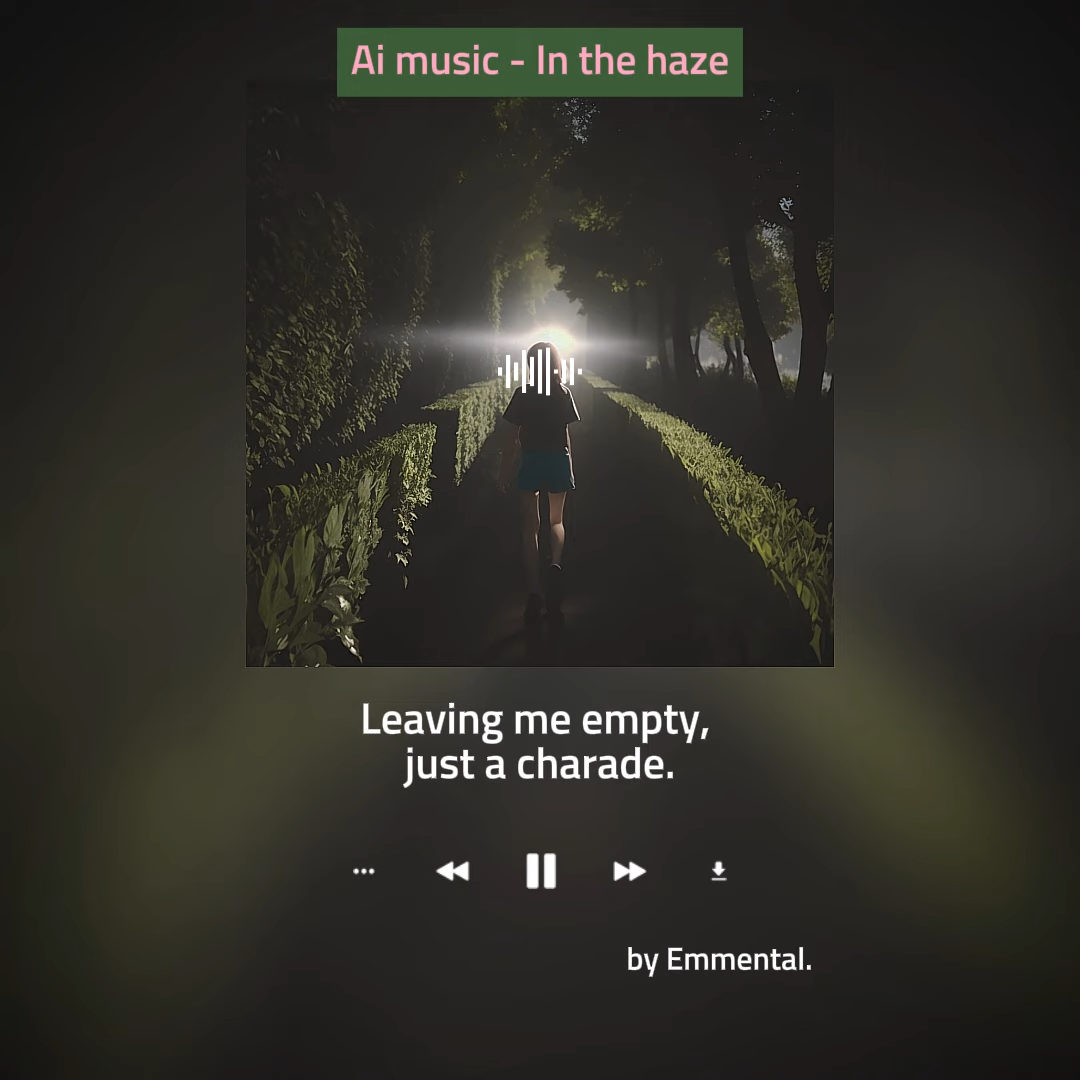 Ai music - In the haze
Leaving me empty,
just a charade.
by Emmental.